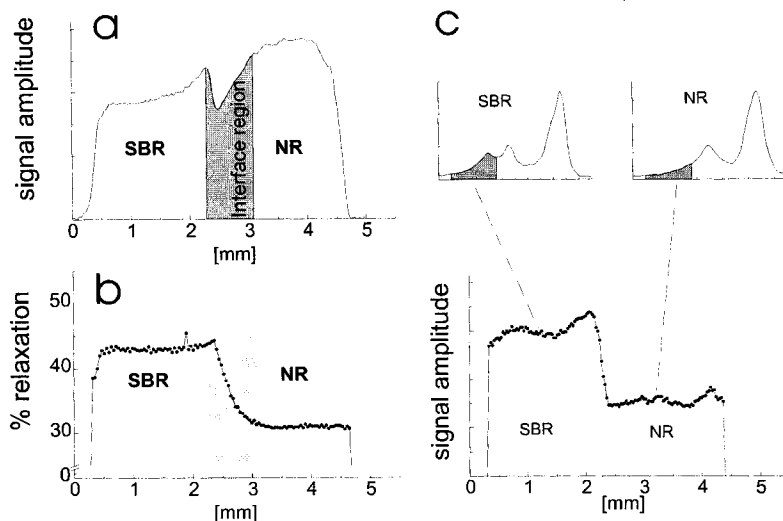 a
signal amplitude
SBR
Interface region
NR
0 1 2 3 4 5
[mm]
b
% relaxation
50
40
30
0
SBR
NR
0 1 2 3 4 5
[mm]
c
SBR
NR
signal amplitude
SBR
NR
0 1 2 3 4 5
[mm]